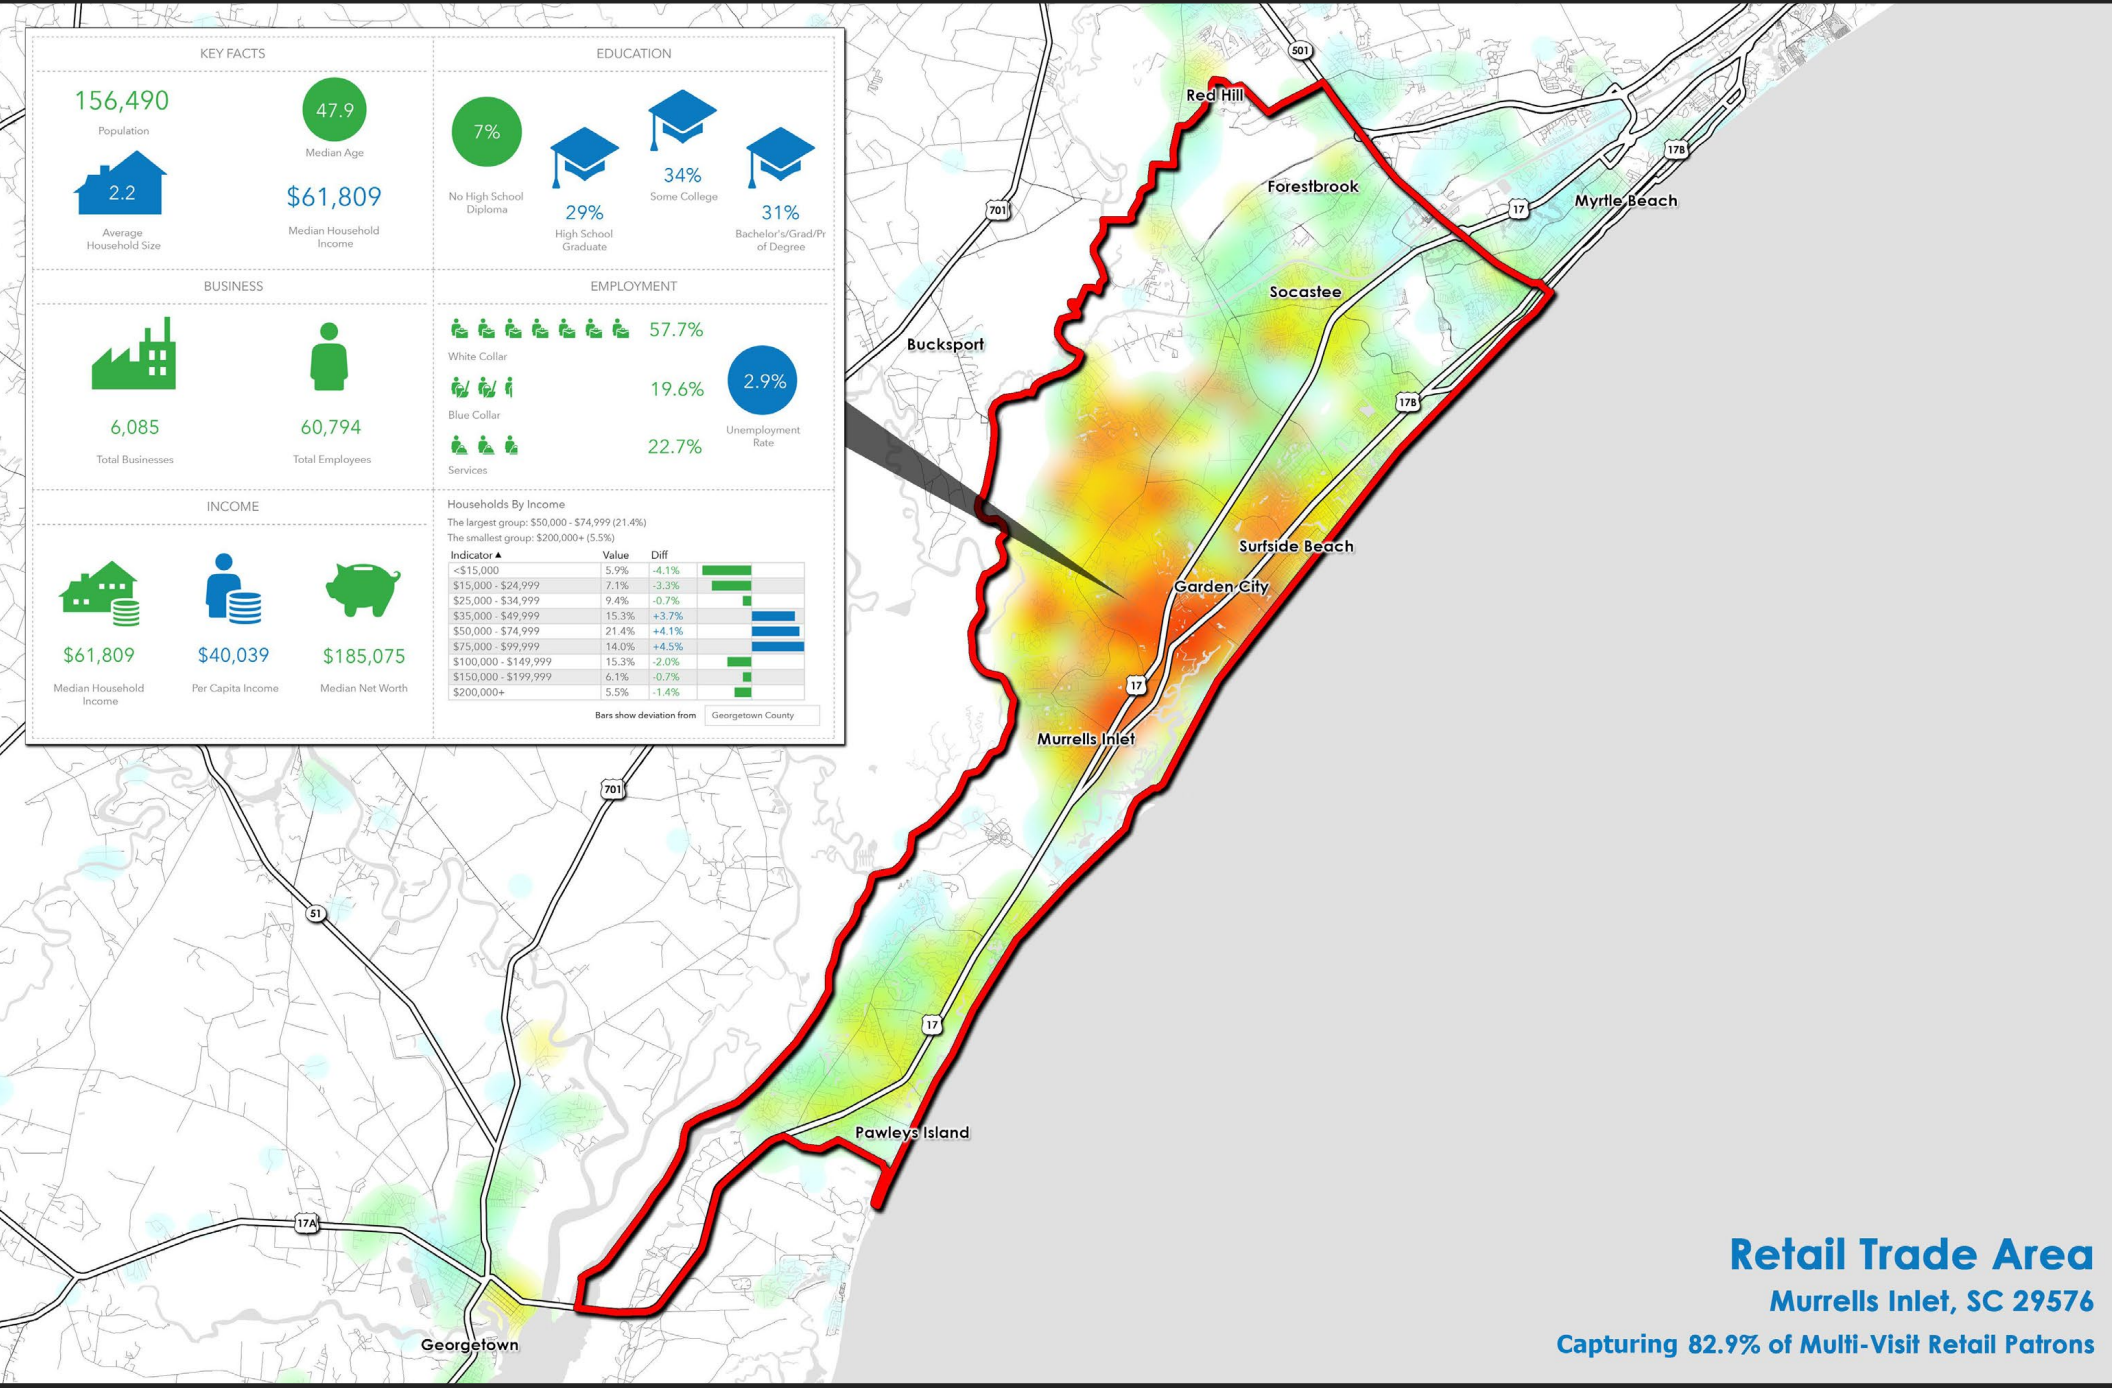 KEY FACTS
156,490
Population
47.9
Median Age
2.2
Average
Household Size
$61,809
Median Household
Income
EDUCATION
7%
No High School
Diploma
29%
High School
Graduate
34%
Some College
31%
Bachelor's/Grad/Pr
of Degree
BUSINESS
6,085
Total Businesses
60,794
Total Employees
EMPLOYMENT
57.7%
White Collar
19.6%
Blue Collar
22.7%
Services
2.9%
Unemployment
Rate
INCOME
$61,809
Median Household
Income
$40,039
Per Capita Income
$185,075
Median Net Worth
Households By Income
The largest group: $50,000 - $74,999 (21.4%)
The smallest group: $200,000+ (5.5%)
Indicator▲ Value Diff
<$15,000 5.9% -4.1%
$15,000 - $24,999 7.1% -3.3%
$25,000 - $34,999 9.4% -0.7%
$35,000 - $49,999 15.3% +3.7%
$50,000 - $74,999 21.4% +4.1%
$75,000 - $99,999 14.0% +4.5%
$100,000 - $149,999 15.3% -2.0%
$150,000 - $199,999 6.1% -0.7%
$200,000+ 5.5% -1.4%
Bars show deviation from Georgetown County
501
Red Hill
17B
Forestbrook
Myrtle Beach
701
17
Socastee
Bucksport
17B
Surfside Beach
Garden City
17
Murrells Inlet
701
51
17
Pawleys Island
17A
Georgetown
Retail Trade Area
Murrells Inlet, SC 29576
Capturing 82.9% of Multi-Visit Retail Patrons